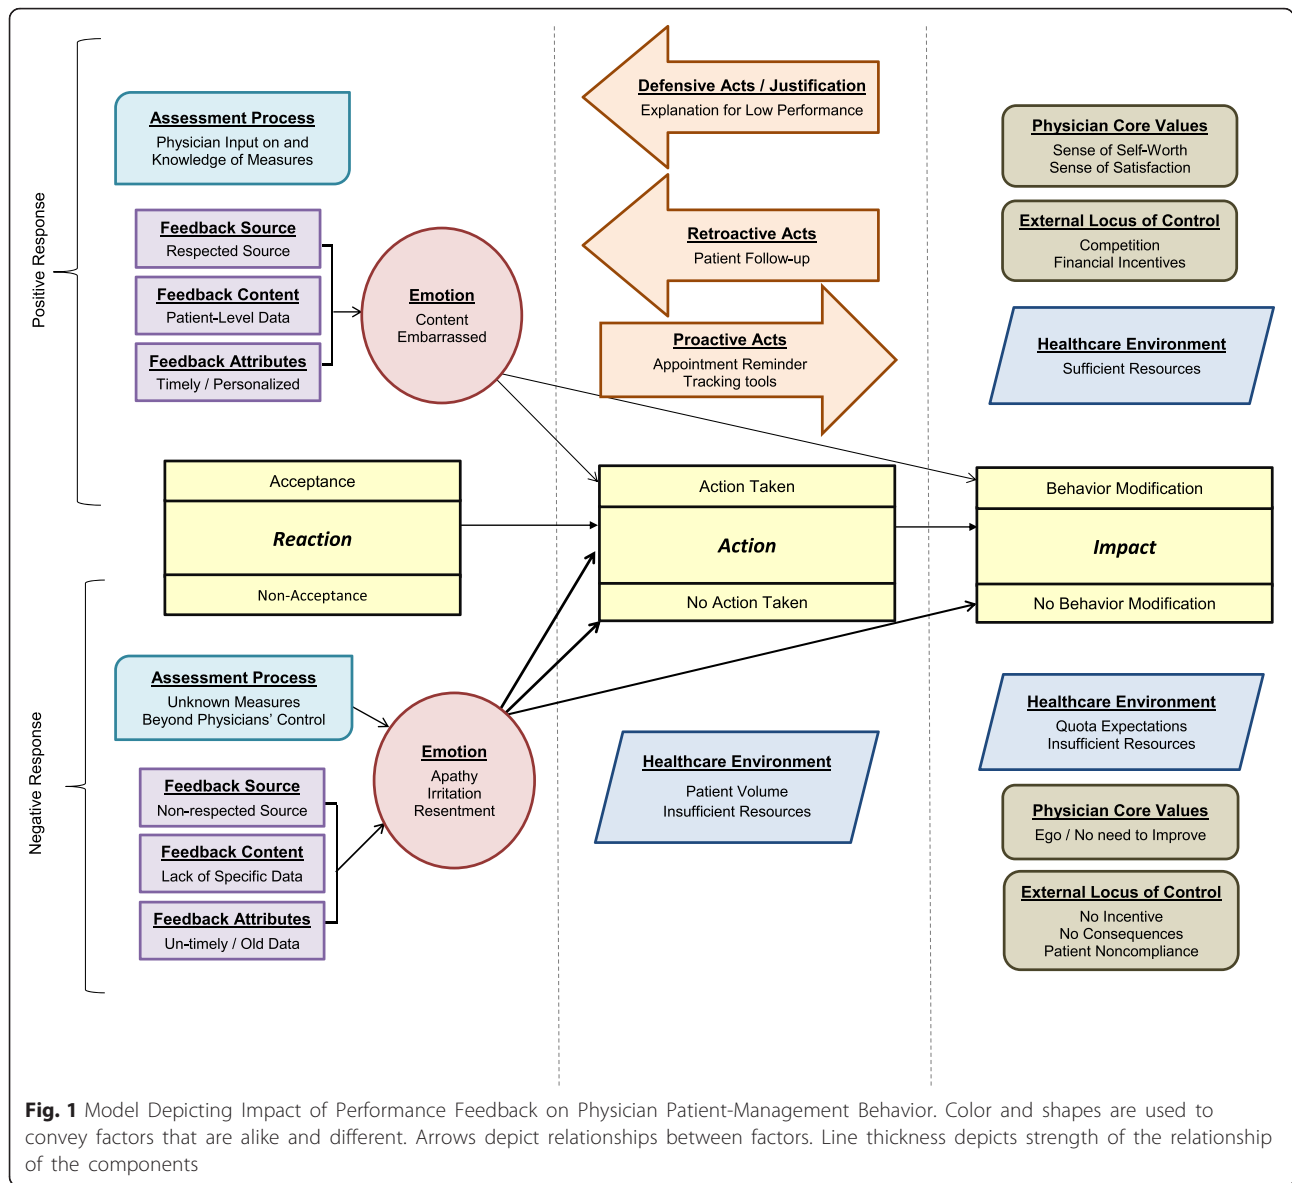 Positive Response
Assessment Process
Physician Input on and
Knowledge of Measures
Feedback Source
Respected Source
Feedback Content
Patient-Level Data
Feedback Attributes
Timely / Personalized
Emotion
Content
Embarrassed
Defensive Acts / Justification
Explanation for Low Performance
Retroactive Acts
Patient Follow-up
Proactive Acts
Appointment Reminder
Tracking tools
Physician Core Values
Sense of Self-Worth
Sense of Satisfaction
External Locus of Control
Competition
Financial Incentives
Healthcare Environment
Sufficient Resources
Acceptance
Reaction
Non-Acceptance
Action Taken
Action
No Action Taken
Behavior Modification
Impact
No Behavior Modification
Negative Response
Assessment Process
Unknown Measures
Beyond Physicians' Control
Feedback Source
Non-respected Source
Feedback Content
Lack of Specific Data
Feedback Attributes
Un-timely / Old Data
Emotion
Apathy
Irritation
Resentment
Healthcare Environment
Patient Volume
Insufficient Resources
Healthcare Environment
Quota Expectations
Insufficient Resources
Physician Core Values
Ego / No need to Improve
External Locus of Control
No Incentive
No Consequences
Patient Noncompliance
Fig. 1 Model Depicting Impact of Performance Feedback on Physician Patient-Management Behavior. Color and shapes are used to
convey factors that are alike and different. Arrows depict relationships between factors. Line thickness depicts strength of the relationship
of the components